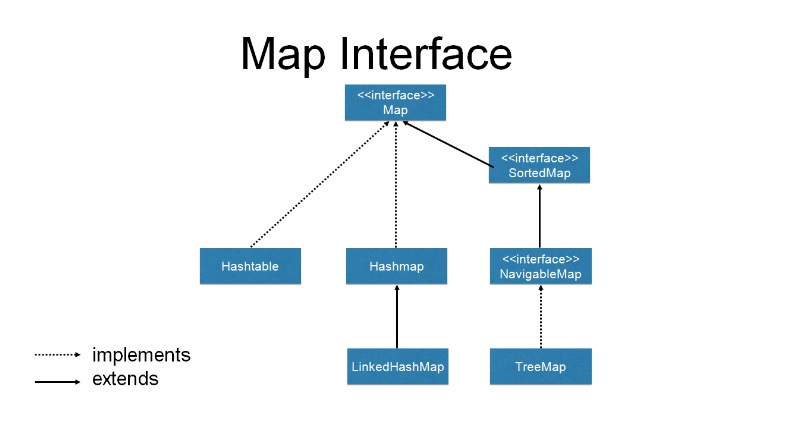 Map Interface
<<interface>>
Map
<<interface>>
SortedMap
Hashtable
Hashmap
<<interface>>
NavigableMap
LinkedHashMap
TreeMap
implements
extends